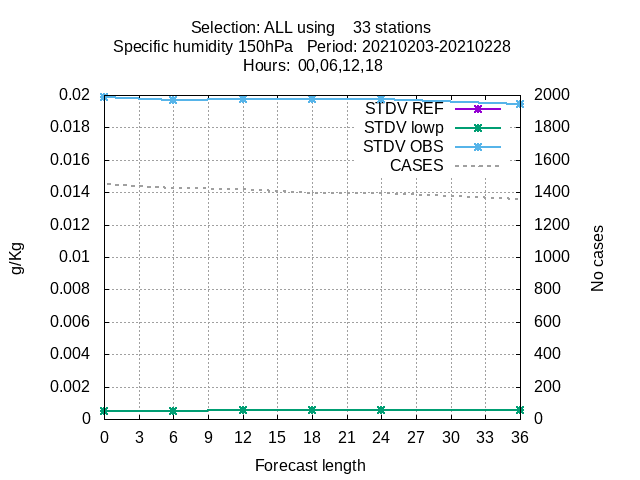 Selection: ALL using    33 stations
Specific humidity 150hPa   Period: 20210203-20210228
Hours:  00,06,12,18
0.02
0.018
0.016
0.014
0.012
0.01
0.008
0.006
0.004
0.002
0
g/Kg
STDV REF
STDV lowp
STDV OBS
CASES
2000
1800
1600
1400
1200
1000
800
600
400
200
0
No cases
0 3 6 9 12 15 18 21 24 27 30 33 36
Forecast length